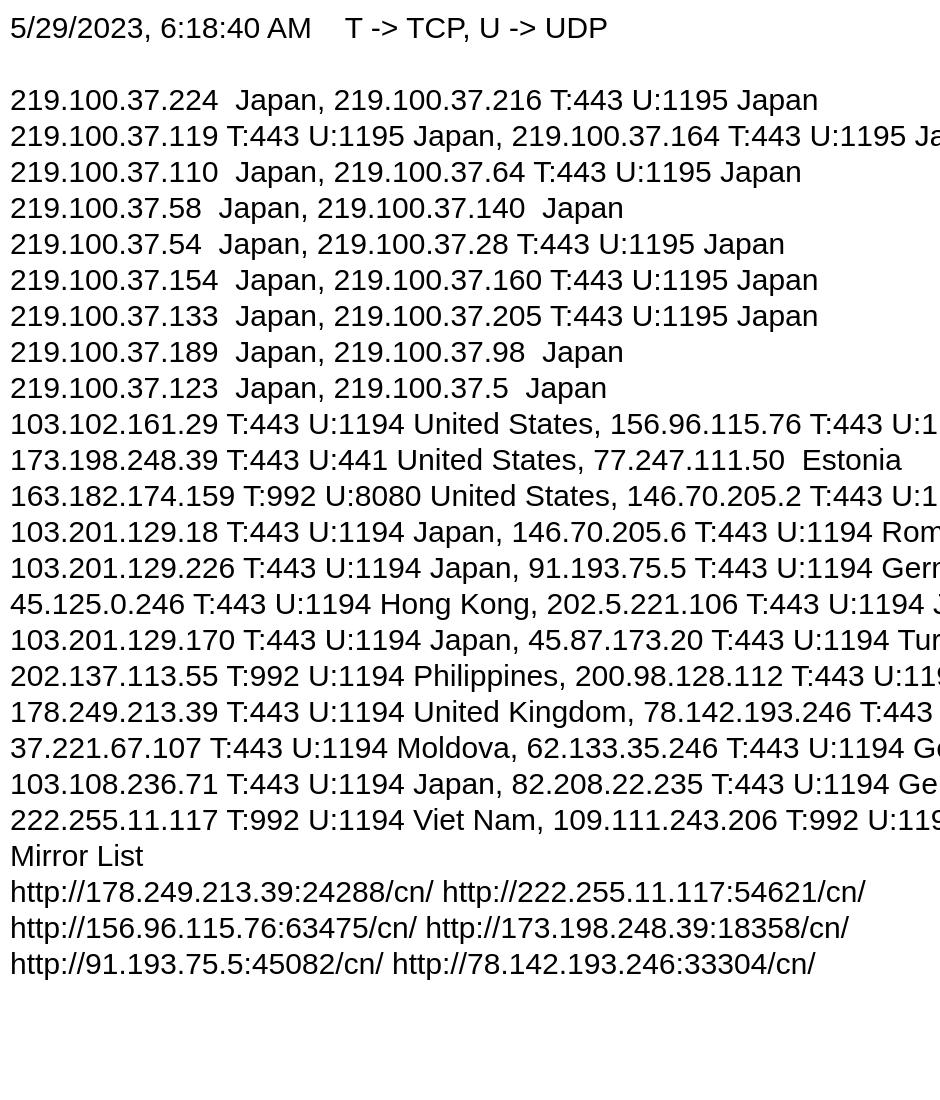 5/29/2023, 6:18:40 AM    T -> TCP, U -> UDP
219.100.37.224  Japan, 219.100.37.216 T:443 U:1195 Japan
219.100.37.119 T:443 U:1195 Japan, 219.100.37.164 T:443 U:1195
219.100.37.110  Japan, 219.100.37.64 T:443 U:1195 Japan
219.100.37.58  Japan, 219.100.37.140  Japan
219.100.37.54  Japan, 219.100.37.28 T:443 U:1195 Japan
219.100.37.154  Japan, 219.100.37.160 T:443 U:1195 Japan
219.100.37.133  Japan, 219.100.37.205 T:443 U:1195 Japan
219.100.37.189  Japan, 219.100.37.98  Japan
219.100.37.123  Japan, 219.100.37.5  Japan
103.102.161.29 T:443 U:1194 United States, 156.96.115.76 T:443 U:1
173.198.248.39 T:443 U:441 United States, 77.247.111.50  Estonia
163.182.174.159 T:992 U:8080 United States, 146.70.205.2 T:443 U:1
103.201.129.18 T:443 U:1194 Japan, 146.70.205.6 T:443 U:1194 Rom
103.201.129.226 T:443 U:1194 Japan, 91.193.75.5 T:443 U:1194
45.125.0.246 T:443 U:1194 Hong Kong, 202.5.221.106 T:443 U:1194
103.201.129.170 T:443 U:1194 Japan, 45.87.173.20 T:443 U:1194 Tur
202.137.113.55 T:992 U:1194 Philippines, 200.98.128.112 T:443 U:119
178.249.213.39 T:443 U:1194 United Kingdom, 78.142.193.246 T:443
37.221.67.107 T:443 U:1194 Moldova, 62.133.35.246 T:443 U:1194
103.108.236.71 T:443 U:1194 Japan, 82.208.22.235 T:443 U:1194 Ge
222.255.11.117 T:992 U:1194 Viet Nam, 109.111.243.206 T:992 U:119
Mirror List
http://178.249.213.39:24288/cn/ http://222.255.11.117:54621/cn/
http://156.96.115.76:63475/cn/ http://173.198.248.39:18358/cn/
http://91.193.75.5:45082/cn/ http://78.142.193.246:33304/cn/